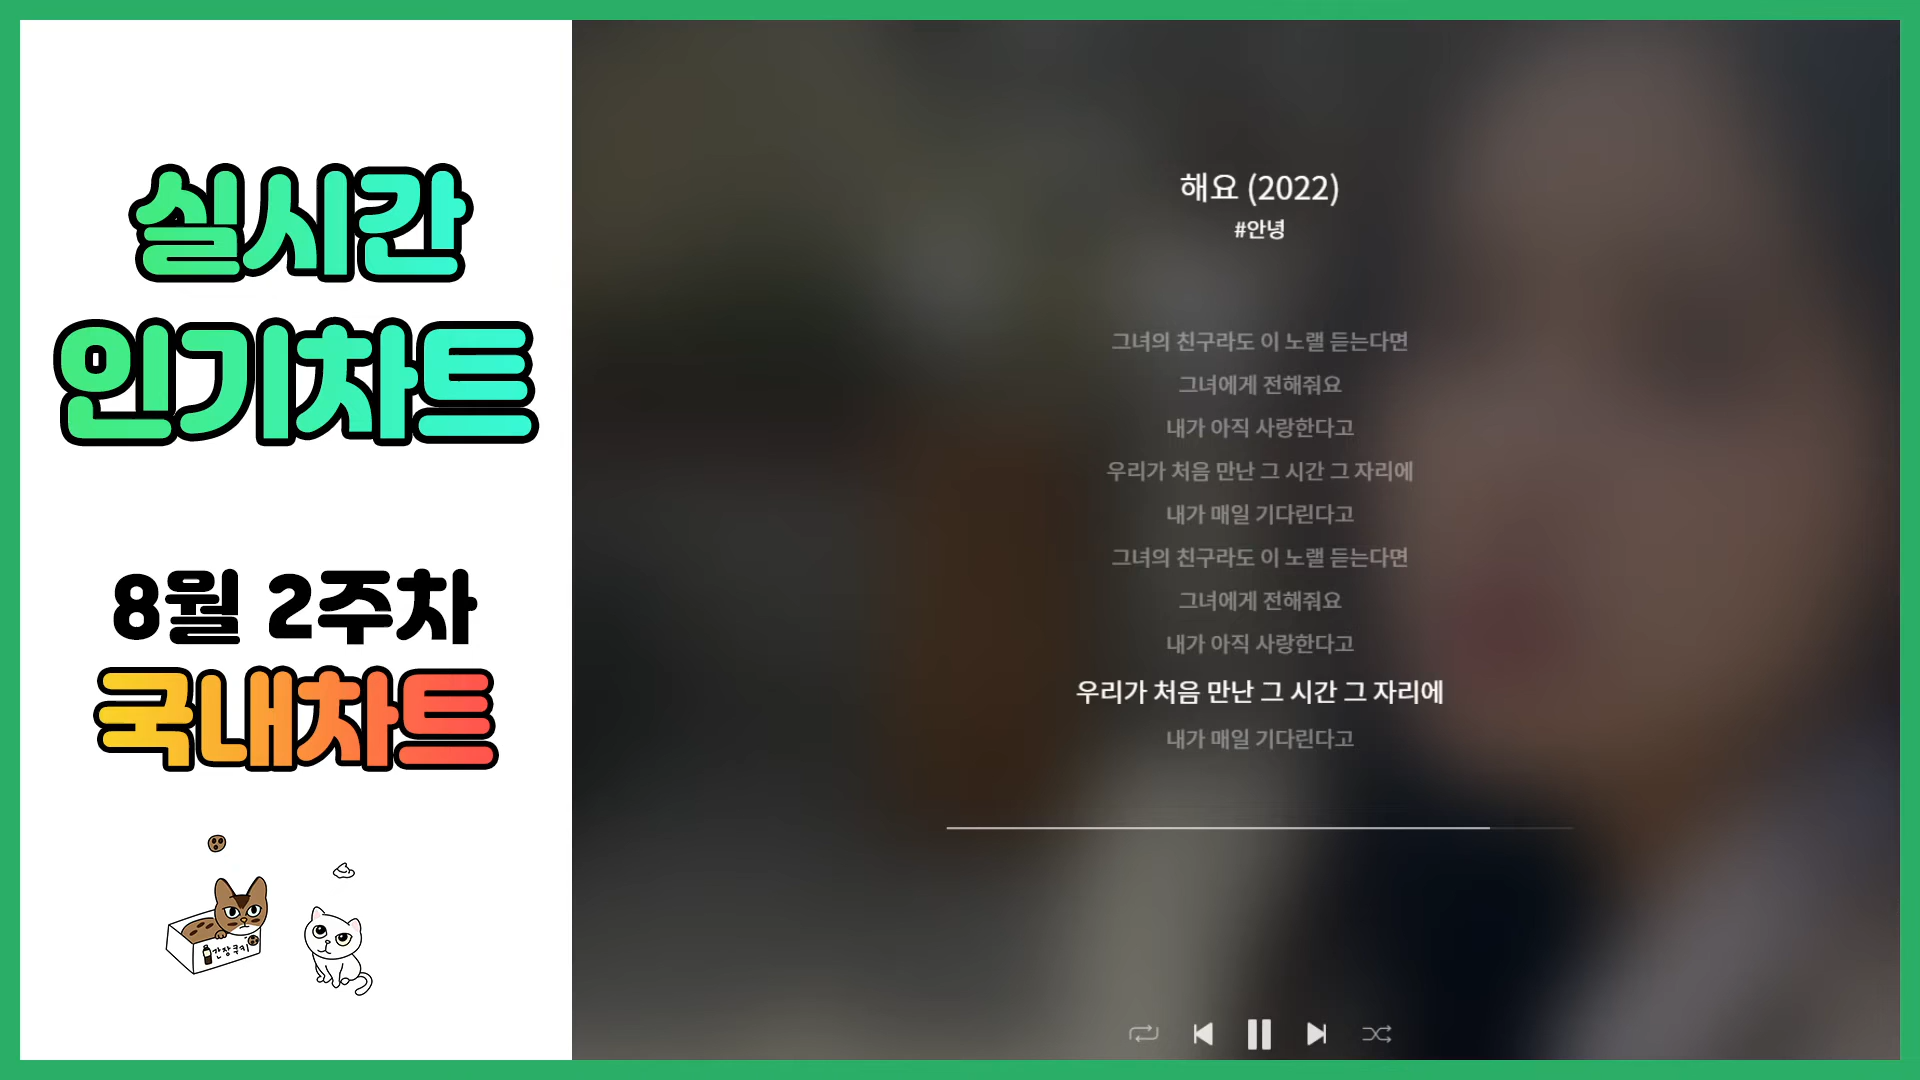 실시간
인기차트
8월 2주차
국내차트
간장쿠키
해요 (2022)
#안녕
그녀의 친구라도 이 노랠 듣는다면
그녀에게 전해줘요
내가 아직 사랑한다고
우리가 처음 만난 그 시간 그 자리에
내가 매일 기다린다고
그녀의 친구라도 이 노랠 듣는다면
그녀에게 전해줘요
내가 아직 사랑한다고
우리가 처음 만난 그 시간 그 자리에
내가 매일 기다린다고